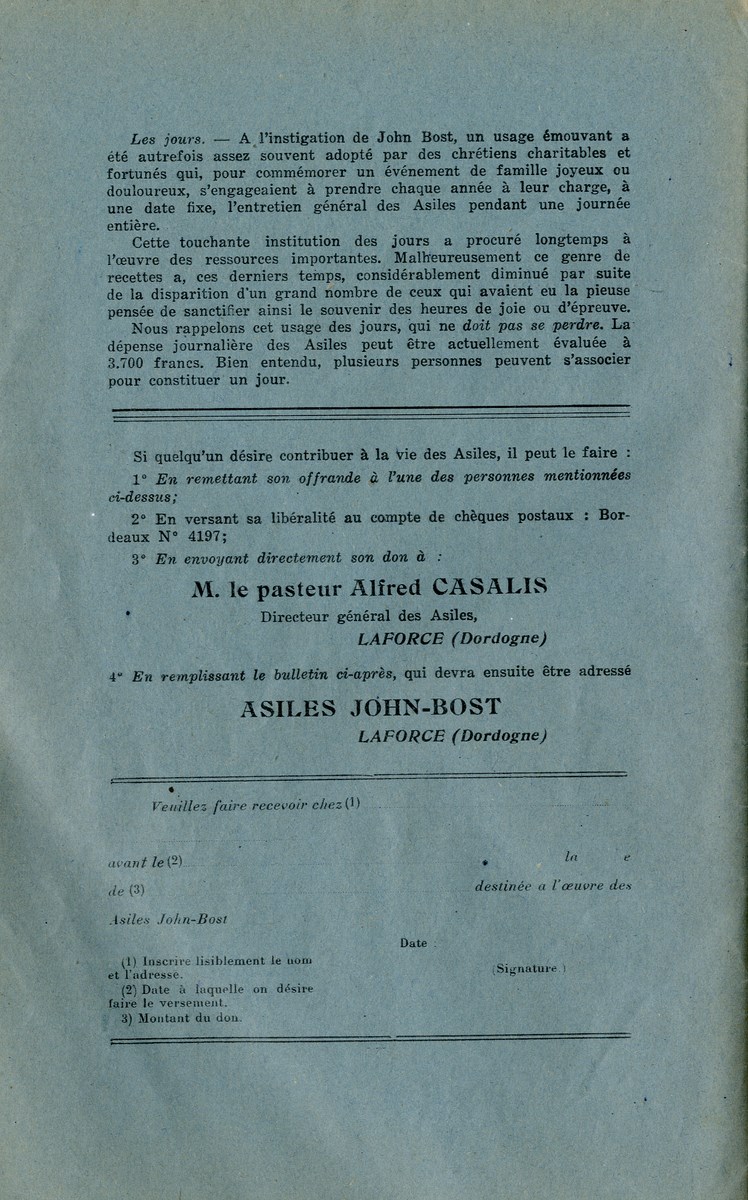 Les jours. — A l'instigation de John Bost, un usage émouvant a
été autrefois assez souvent adopté par des chrétiens charitables et
fortunés qui, pour commémorer un événement de famille joyeux ou
douloureux, s'engageaient à prendre chaque année à leur charge, à
une date fixe, l'entretien général des Asiles pendant une journée
entière.
Cette touchante institution des jours a procuré longtemps à
l'œuvre des ressources importantes. Malheureusement ce genre de
recettes a, ces derniers temps, considérablement diminué par suite
de la disparition d'un grand nombre de ceux qui avaient eu la pieuse
pensée de sanctifier ainsi le souvenir des heures de joie ou d'épreuve.
Nous rappelons cet usage des jours, qui ne doit pas se perdre. La
dépense journalière des Asiles peut être actuellement évaluée à
3.700 francs. Bien entendu, plusieurs personnes peuvent s'associer
pour constituer un jour.
Si quelqu'un désire contribuer à la vie des Asiles, il peut le faire :
1° En remettant son offrande à l'une des personnes mentionnées
ci-dessus;
2° En versant sa libéralité au compte de chèques postaux : Bor-
deaux N° 4197;
3° En envoyant directement son don à :
M. le pasteur Alfred CASALIS
Directeur général des Asiles,
LAFORCE (Dordogne)
4° En remplissant le bulletin ci-après, qui devra ensuite être adressé
ASILES JOHN-BOST
LAFORCE (Dordogne)
Veuillez faire recevoir chez (1)
avant le (2) la e
de (3) destinée a l'œuvre des
Asiles John-Bost
Date :
(Signature)
(1) Inscrire lisiblement le nom
et l'adresse.
(2) Date à laquelle on désire
faire le versement.
3) Montant du don.